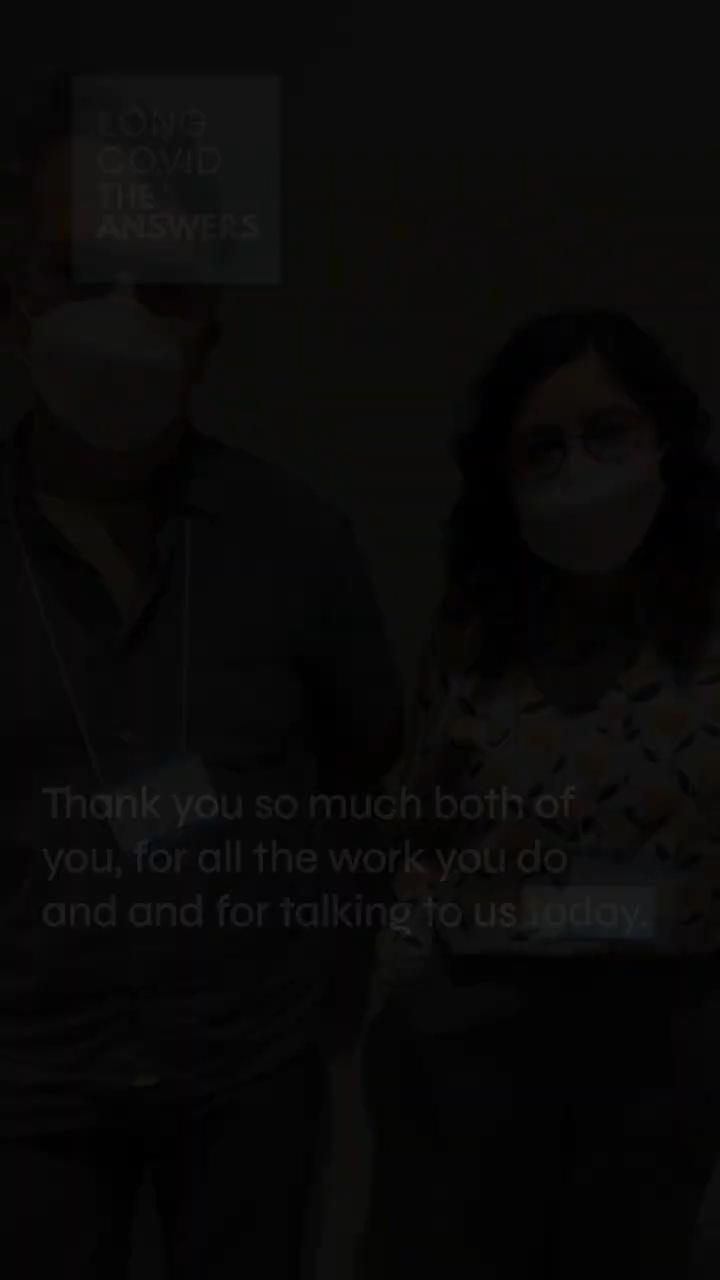 LONG
COVID
THE
ANSWERS
Thank you so much both of
you, for all the work you do
and and for talking to us today.